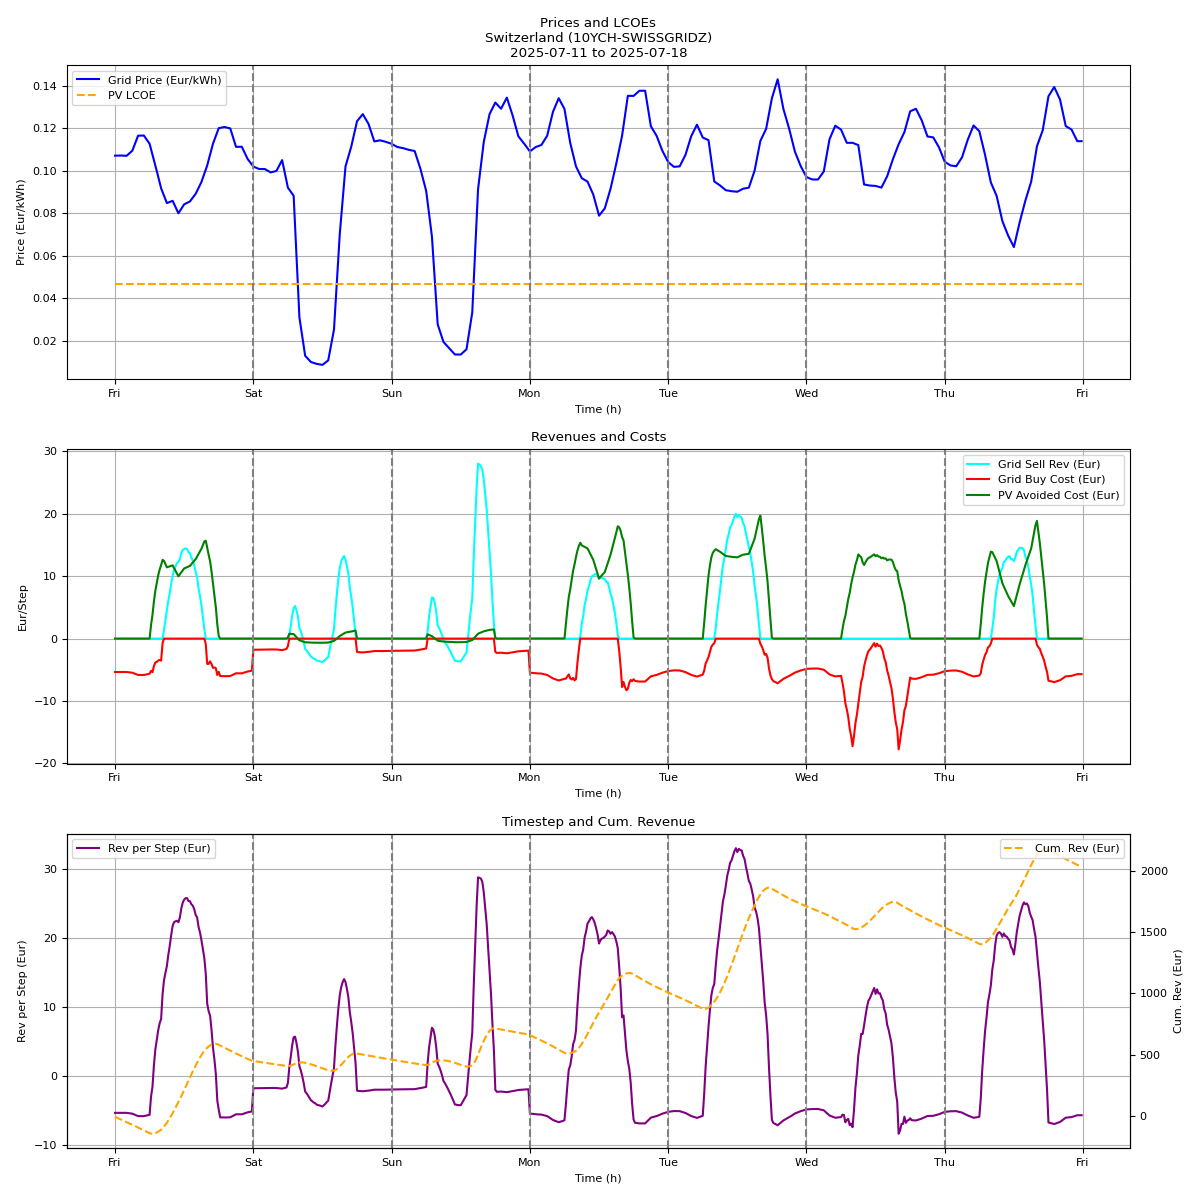 Prices and LCOEs
Switzerland (10YCH-SWISSGRIDZ)
2025-07-11 to 2025-07-18
Grid Price (Eur/kWh)
PV LCOE
Price (Eur/kWh)
0.14
0.12
0.10
0.08
0.06
0.04
0.02
Fri Sat Sun Mon Tue Wed Thu Fri
Time (h)
Revenues and Costs
Grid Sell Rev (Eur)
Grid Buy Cost (Eur)
PV Avoided Cost (Eur)
Eur/Step
30
20
10
0
−10
−20
Fri Sat Sun Mon Tue Wed Thu Fri
Time (h)
Timestep and Cum. Revenue
Rev per Step (Eur)
Cum. Rev (Eur)
Rev per Step (Eur)
30
20
10
0
−10
2000
1500
1000
500
0
Cum. Rev (Eur)
Fri Sat Sun Mon Tue Wed Thu Fri
Time (h)